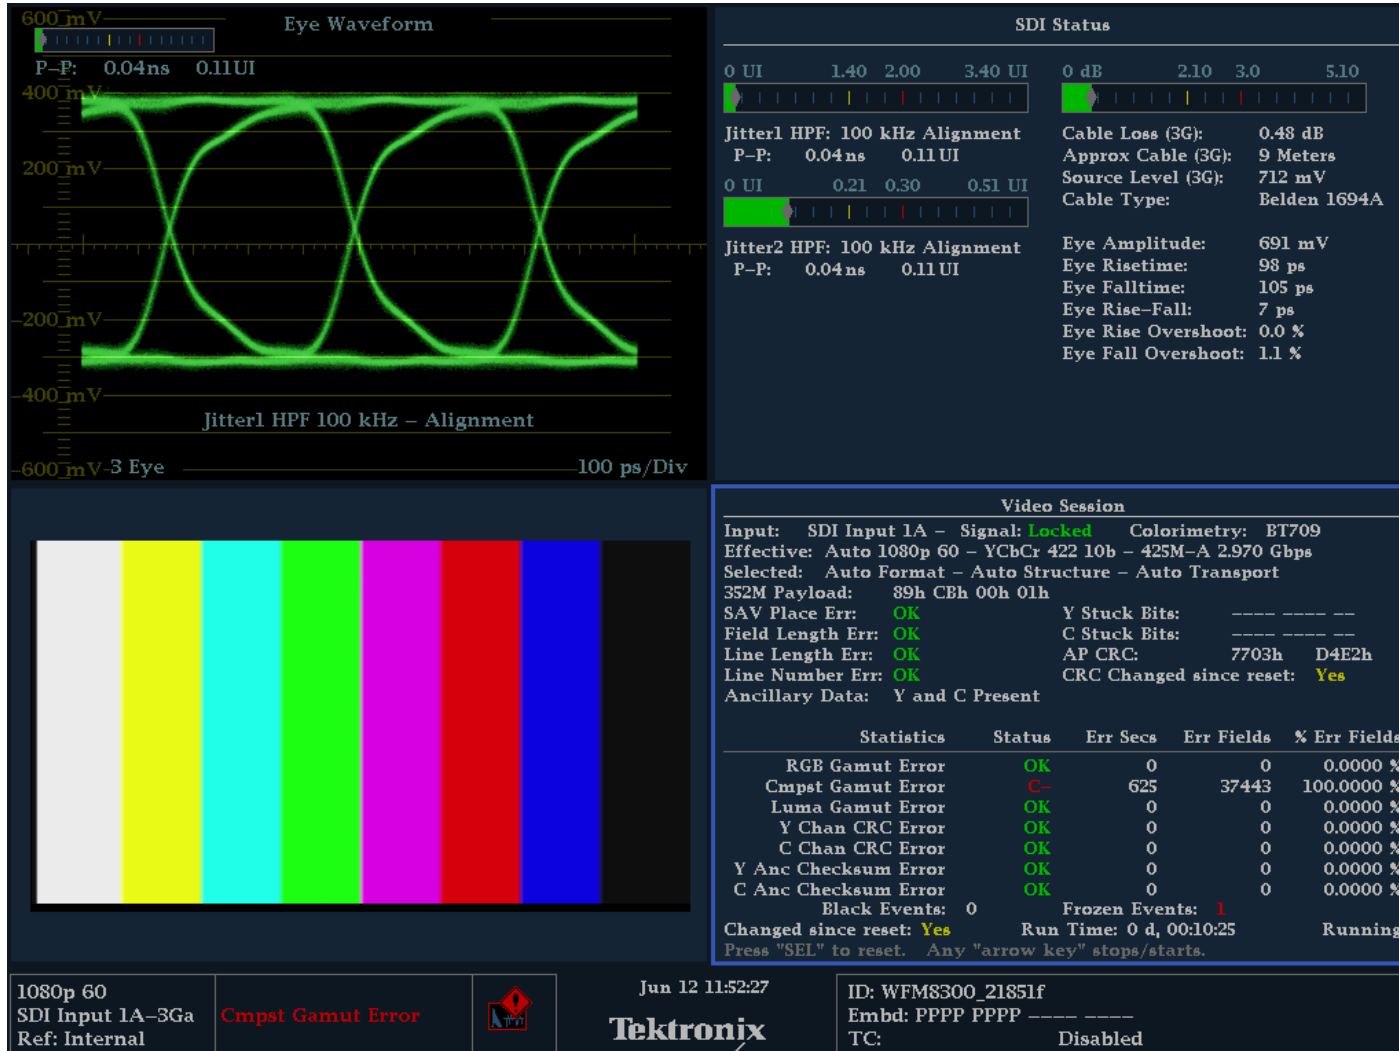 Eye Waveform
600 mV
P-P: 0.04ns 0.11UI
400 mV
200 mV
-200 mV
-400 mV
Jitter1 HPF 100 kHz - Alignment
-600 mV 3 Eye 100 ps/Div
SDI Status
0 UI 1.40 2.00 3.40 UI
Jitter1 HPF: 100 kHz Alignment
P-P: 0.04ns 0.11UI
0 UI 0.21 0.30 0.51 UI
Jitter2 HPF: 100 kHz Alignment
P-P: 0.04ns 0.11UI
0 dB 2.10 3.0 5.10
Cable Loss (3G): 0.48 dB
Approx Cable (3G): 9 Meters
Source Level (3G): 712 mV
Cable Type: Belden 1694A
Eye Amplitude: 691 mV
Eye Risetime: 98 ps
Eye Falltime: 105 ps
Eye Rise-Fall: 7 ps
Eye Rise Overshoot: 0.0 %
Eye Fall Overshoot: 1.1 %
Video Session
Input: SDI Input 1A - Signal: Locked Colorimetry: BT709
Effective: Auto 1080p 60 - YCbCr 422 10b - 425M-A 2.970 Gbps
Selected: Auto Format - Auto Structure - Auto Transport
352M Payload: 89h CBh 00h 01h
SAV Place Err: OK Y Stuck Bits: ---- ---- --
Field Length Err: OK C Stuck Bits: ---- ---- --
Line Length Err: OK AP CRC: 7703h D4E2h
Line Number Err: OK CRC Changed since reset: Yes
Ancillary Data: Y and C Present
Statistics Status Err Secs Err Fields % Err Fields
RGB Gamut Error OK 0 0 0.0000 %
Cmpst Gamut Error C- 625 37443 100.0000 %
Luma Gamut Error OK 0 0 0.0000 %
Y Chan CRC Error OK 0 0 0.0000 %
C Chan CRC Error OK 0 0 0.0000 %
Y Anc Checksum Error OK 0 0 0.0000 %
C Anc Checksum Error OK 0 0 0.0000 %
Black Events: 0 Frozen Events: 1
Changed since reset: Yes Run Time: 0 d, 00:10:25 Running
Press "SEL" to reset. Any "arrow key" stops/starts.
1080p 60
SDI Input 1A-3Ga
Ref: Internal
Cmpst Gamut Error
Jun 12 11:52:27
Tektronix
ID: WFM8300_21851f
Embd: PPPP PPPP ---- ----
TC: Disabled